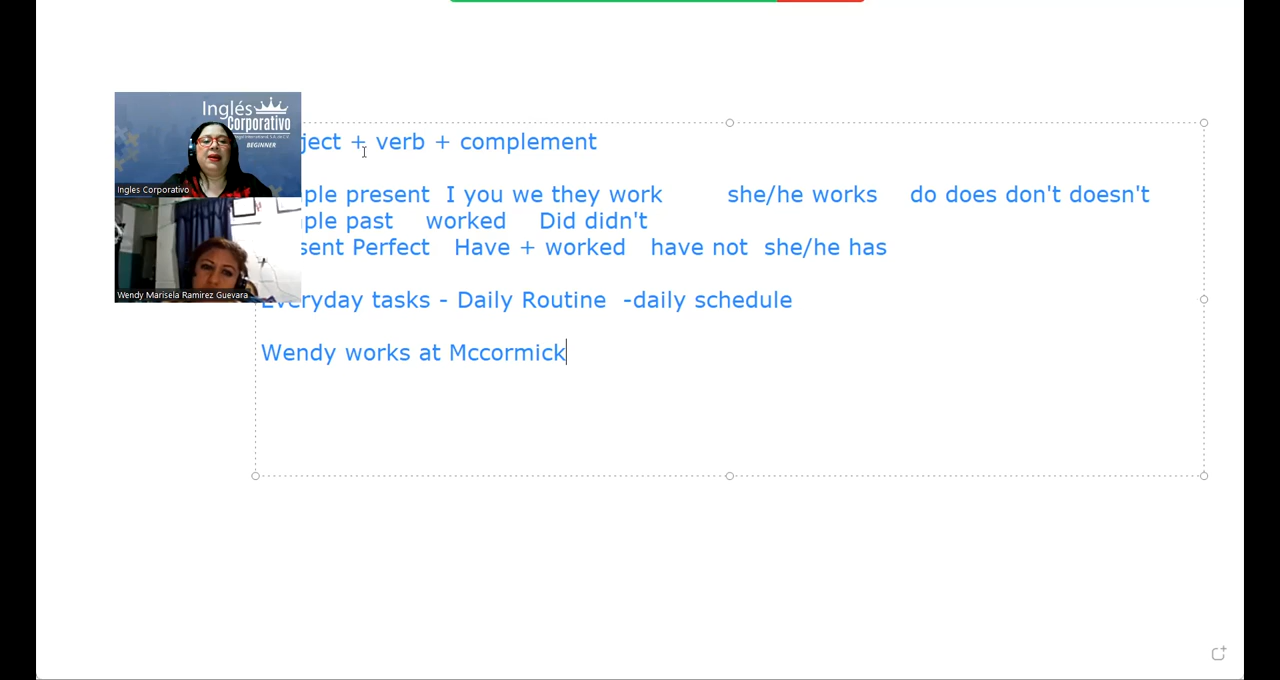 Inglés
Corporativo
BEGINNER
Ingles Corporativo
Wendy Marisela Ramirez Guevara
ject + verb + complement
ple present I you we they work she/he works do does don't doesn't
ple past worked Did didn't
sent Perfect Have + worked have not she/he has
Everyday tasks - Daily Routine -daily schedule
Wendy works at Mccormick